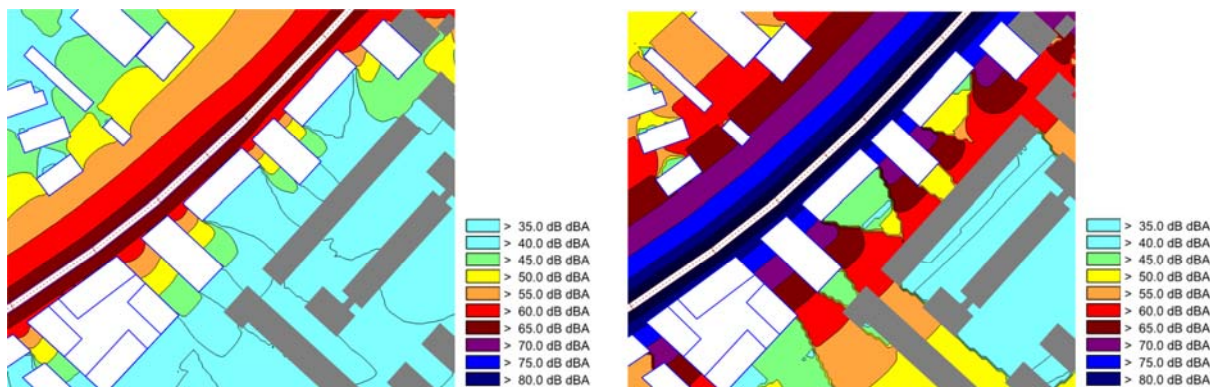 > 35.0 dB dBA
> 40.0 dB dBA
> 45.0 dB dBA
> 50.0 dB dBA
> 55.0 dB dBA
> 60.0 dB dBA
> 65.0 dB dBA
> 70.0 dB dBA
> 75.0 dB dBA
> 80.0 dB dBA
> 35.0 dB dBA
> 40.0 dB dBA
> 45.0 dB dBA
> 50.0 dB dBA
> 55.0 dB dBA
> 60.0 dB dBA
> 65.0 dB dBA
> 70.0 dB dBA
> 75.0 dB dBA
> 80.0 dB dBA